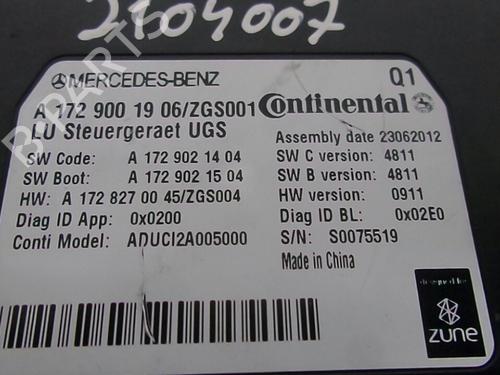 2104007
B-PARTS
MERCEDES-BENZ Q1
A 172 900 19 06/ZGS001 Continental
LU Steuergeraet UGS Assembly date 23062012
SW Code: A 172 902 14 04 SW C version: 4811
SW Boot: A 172 902 15 04 SW B version: 4811
HW: A 172 827 00 45/ZGS004 HW version: 0911
Diag ID App: 0x0200 Diag ID BL: 0x02E0
Conti Model: ADUCI2A005000 S/N: S0075519
Made in China
designed for
zune